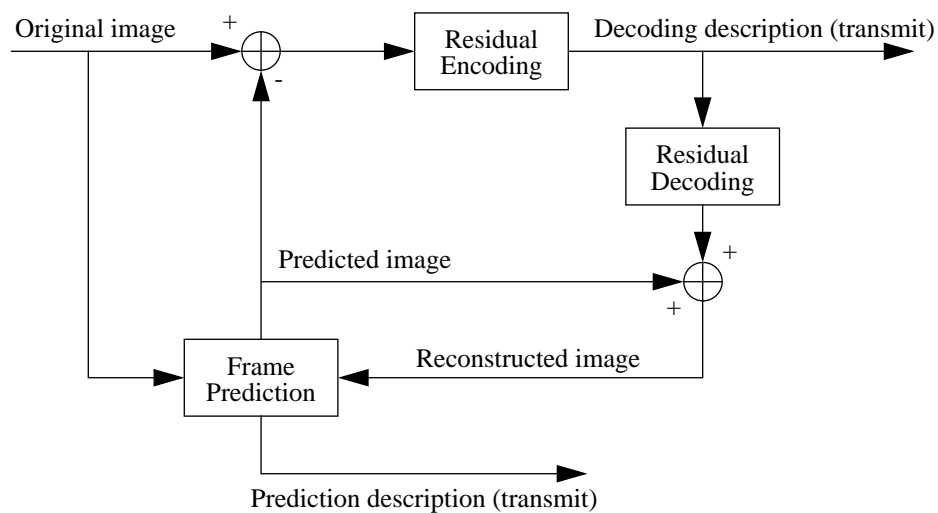 Original image
+
-
Residual
Encoding
Decoding description (transmit)
Residual
Decoding
Predicted image
+
+
Frame
Prediction
Reconstructed image
Prediction description (transmit)